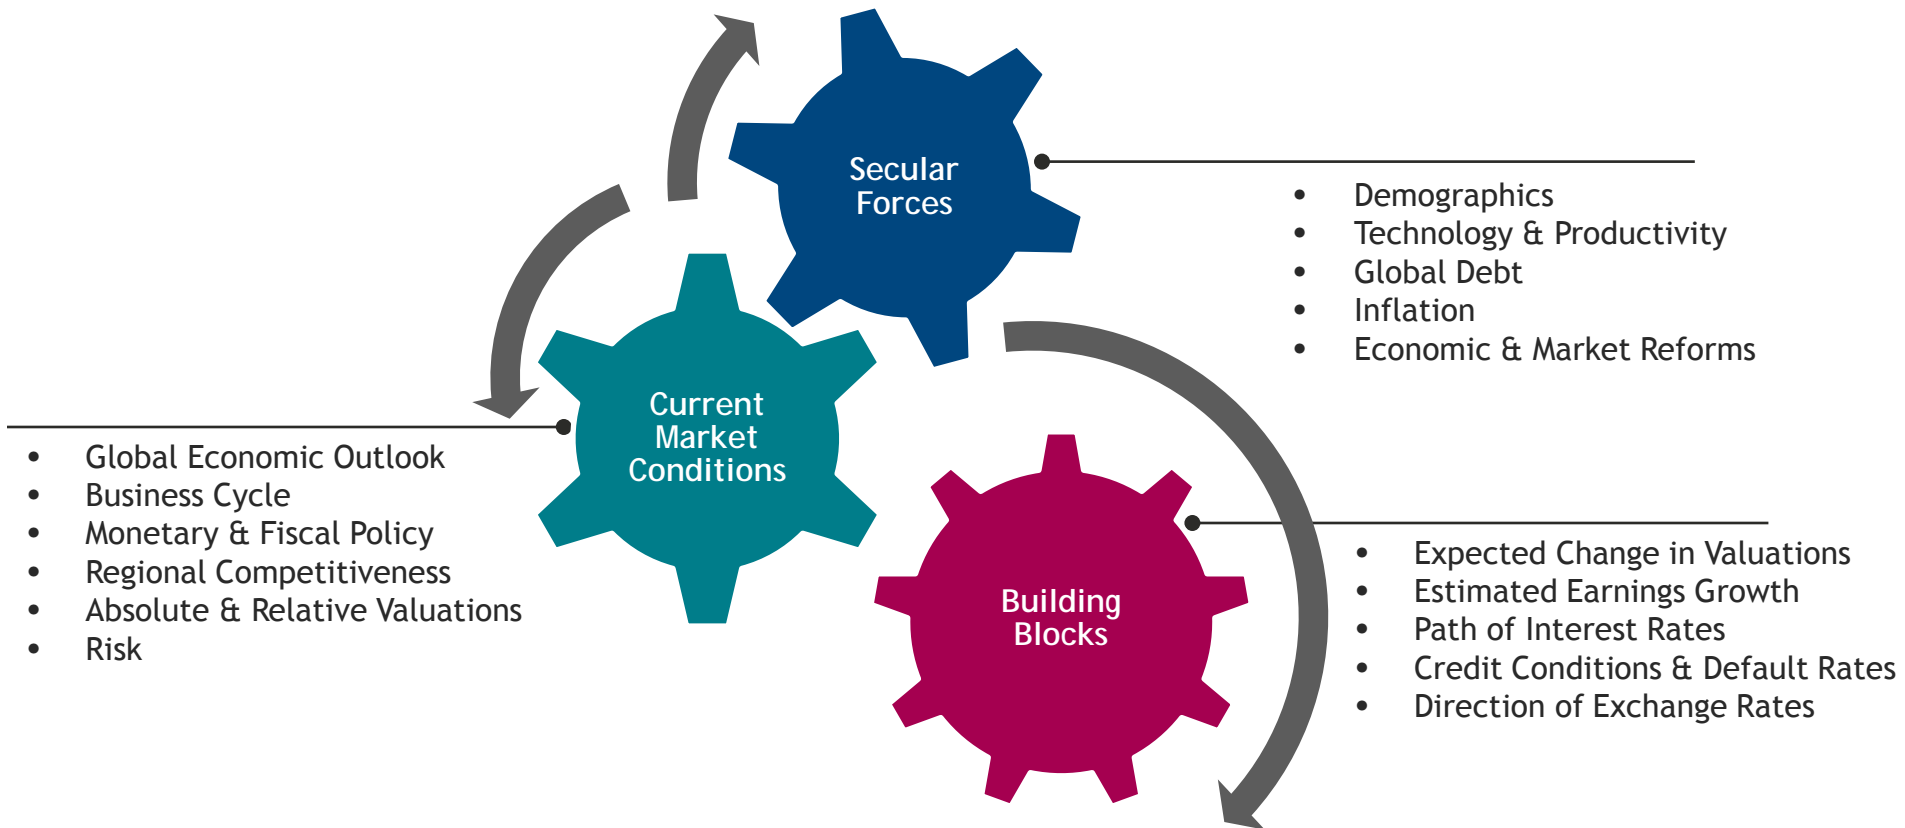 Secular
Forces
• Demographics
• Technology & Productivity
• Global Debt
• Inflation
• Economic & Market Reforms
Current
Market
Conditions
• Global Economic Outlook
• Business Cycle
• Monetary & Fiscal Policy
• Regional Competitiveness
• Absolute & Relative Valuations
• Risk
Building
Blocks
• Expected Change in Valuations
• Estimated Earnings Growth
• Path of Interest Rates
• Credit Conditions & Default Rates
• Direction of Exchange Rates